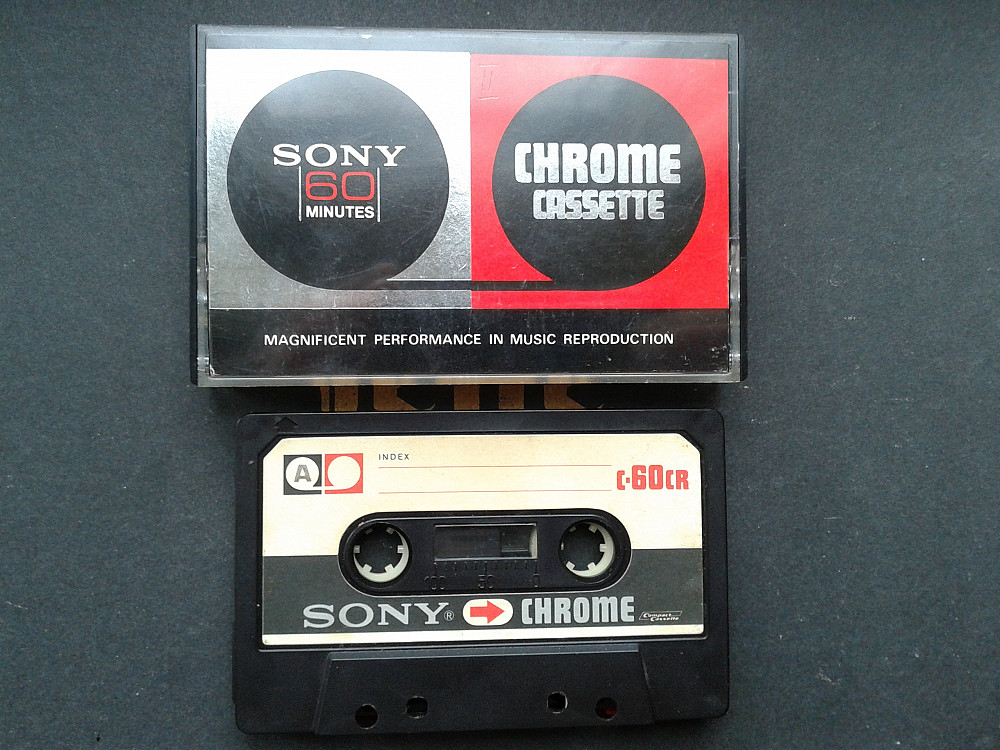 SONY
60
MINUTES
II
CHROME
CASSETTE
MAGNIFICENT PERFORMANCE IN MUSIC REPRODUCTION
A
INDEX
C-60CR
100 50 0
SONY® CHROME
Compact Cassette